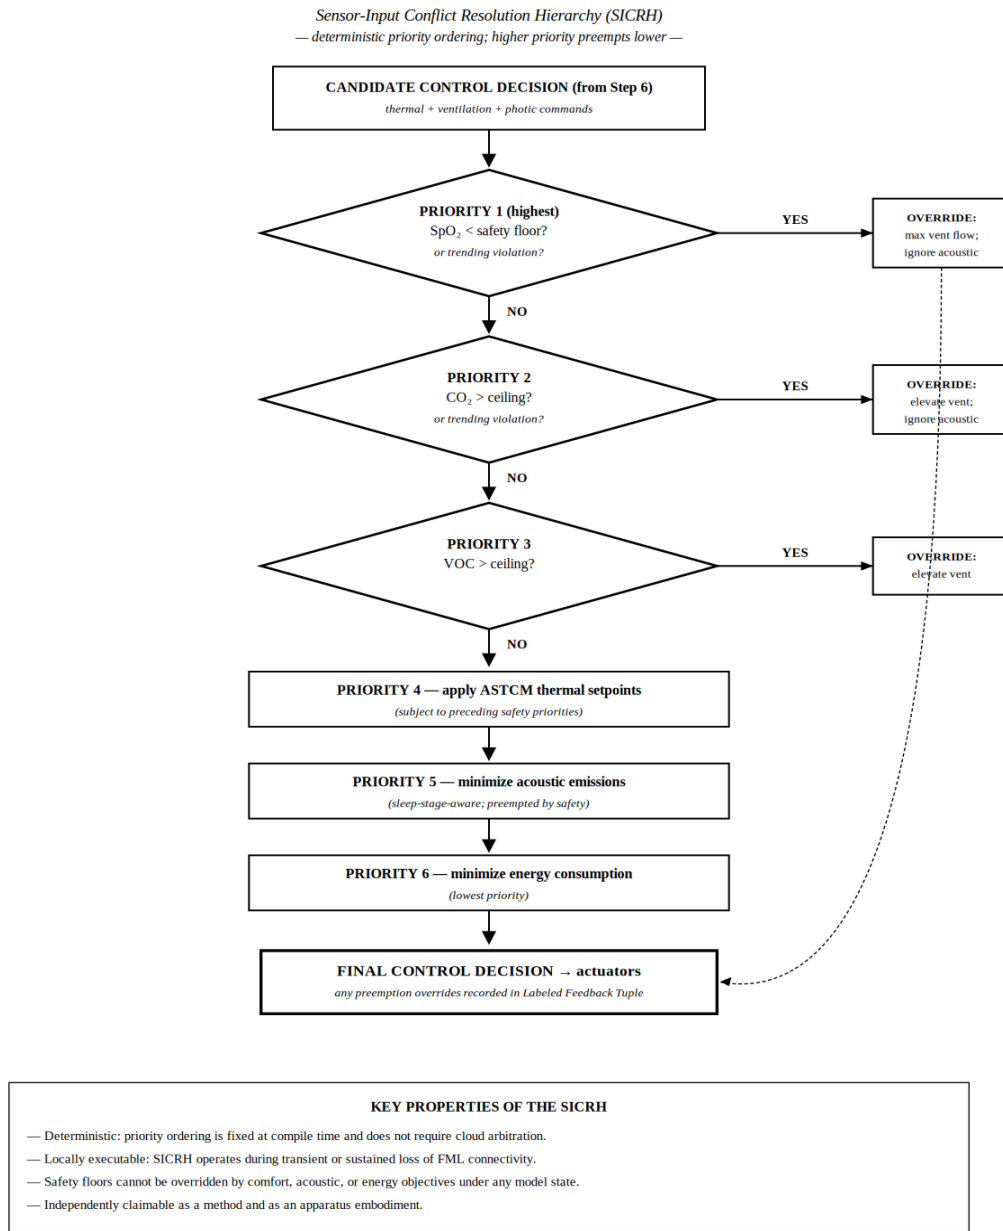 Sensor-Input Conflict Resolution Hierarchy (SICRH)
— deterministic priority ordering; higher priority preempts lower —
CANDIDATE CONTROL DECISION (from Step 6)
thermal + ventilation + photic commands
PRIORITY 1 (highest)
SpO₂ < safety floor?
or trending violation?
YES
OVERRIDE:
max vent flow;
ignore acoustic
NO
PRIORITY 2
CO₂ > ceiling?
or trending violation?
YES
OVERRIDE:
elevate vent;
ignore acoustic
NO
PRIORITY 3
VOC > ceiling?
YES
OVERRIDE:
elevate vent
NO
PRIORITY 4 — apply ASTCM thermal setpoints
(subject to preceding safety priorities)
PRIORITY 5 — minimize acoustic emissions
(sleep-stage-aware; preempted by safety)
PRIORITY 6 — minimize energy consumption
(lowest priority)
FINAL CONTROL DECISION → actuators
any preemption overrides recorded in Labeled Feedback Tuple
KEY PROPERTIES OF THE SICRH
— Deterministic: priority ordering is fixed at compile time and does not require cloud arbitration.
— Locally executable: SICRH operates during transient or sustained loss of FML connectivity.
— Safety floors cannot be overridden by comfort, acoustic, or energy objectives under any model state.
— Independently claimable as a method and as an apparatus embodiment.